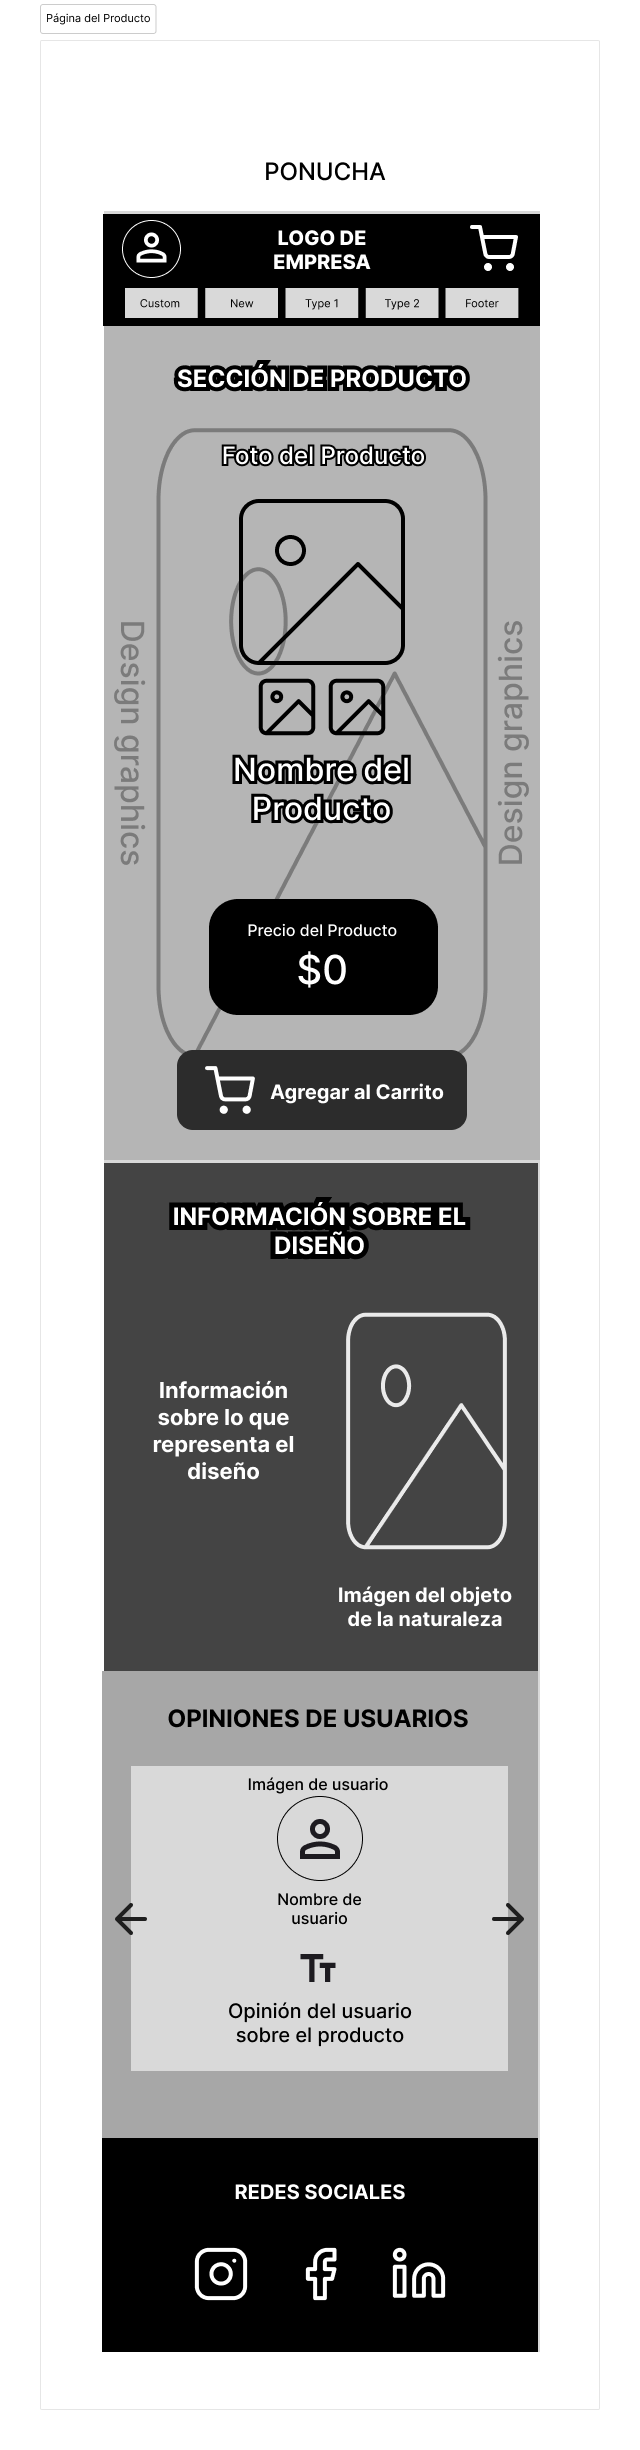 Página del Producto
PONUCHA
LOGO DE
EMPRESA
Custom
New
Type 1
Type 2
Footer
SECCIÓN DE PRODUCTO
Foto del Producto
Design graphics
Design graphics
Nombre del
Producto
Precio del Producto
$0
Agregar al Carrito
INFORMACIÓN SOBRE EL
DISEÑO
Información
sobre lo que
representa el
diseño
Imágen del objeto
de la naturaleza
OPINIONES DE USUARIOS
Imágen de usuario
Nombre de
usuario
TT
Opinión del usuario
sobre el producto
REDES SOCIALES